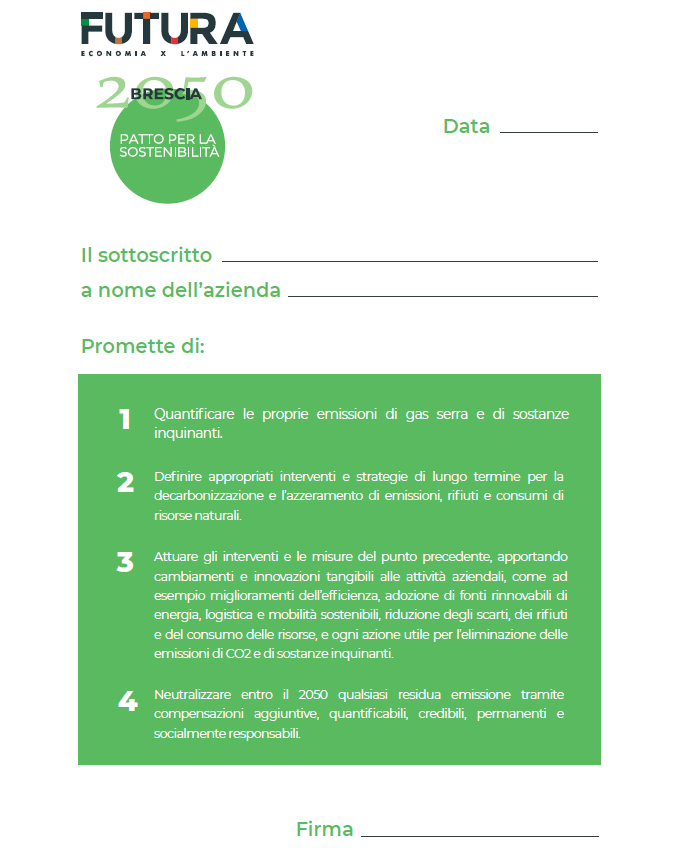 FUTURA
ECONOMIA X L'AMBIENTE
2050
BRESCIA
PATTO PER LA
SOSTENIBILITÀ
Data
Il sottoscritto
a nome dell’azienda
Promette di:
1 Quantificare le proprie emissioni di gas serra e di sostanze
inquinanti.
2 Definire appropriati interventi e strategie di lungo termine per la
decarbonizzazione e l’azzeramento di emissioni, rifiuti e consumi di
risorse naturali.
3 Attuare gli interventi e le misure del punto precedente, apportando
cambiamenti e innovazioni tangibili alle attività aziendali, come ad
esempio miglioramenti dell’efficienza, adozione di fonti rinnovabili di
energia, logistica e mobilità sostenibili, riduzione degli scarti, dei rifiuti
e del consumo delle risorse, e ogni azione utile per l’eliminazione delle
emissioni di CO2 e di sostanze inquinanti.
4 Neutralizzare entro il 2050 qualsiasi residua emissione tramite
compensazioni aggiuntive, quantificabili, credibili, permanenti e
socialmente responsabili.
Firma